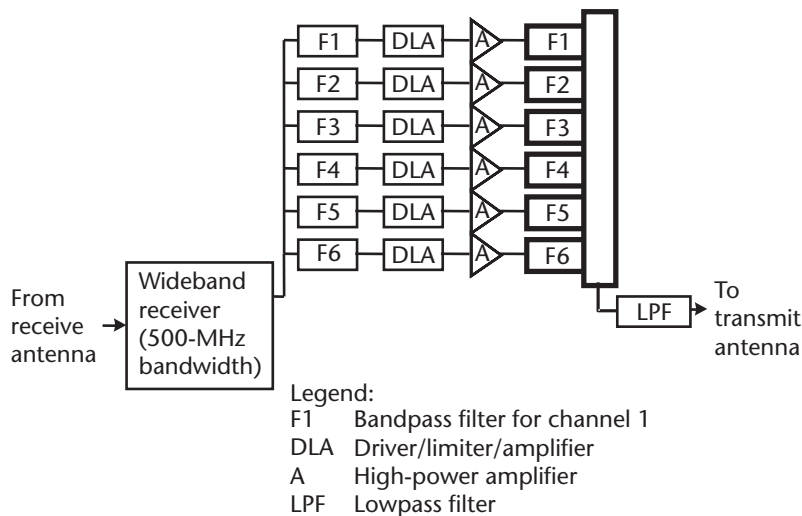 F1 DLA A F1
F2 DLA A F2
F3 DLA A F3
F4 DLA A F4
F5 DLA A F5
F6 DLA A F6
From
receive
antenna
Wideband
receiver
(500-MHz
bandwidth)
LPF
To
transmit
antenna
Legend:
F1 Bandpass filter for channel 1
DLA Driver/limiter/amplifier
A High-power amplifier
LPF Lowpass filter